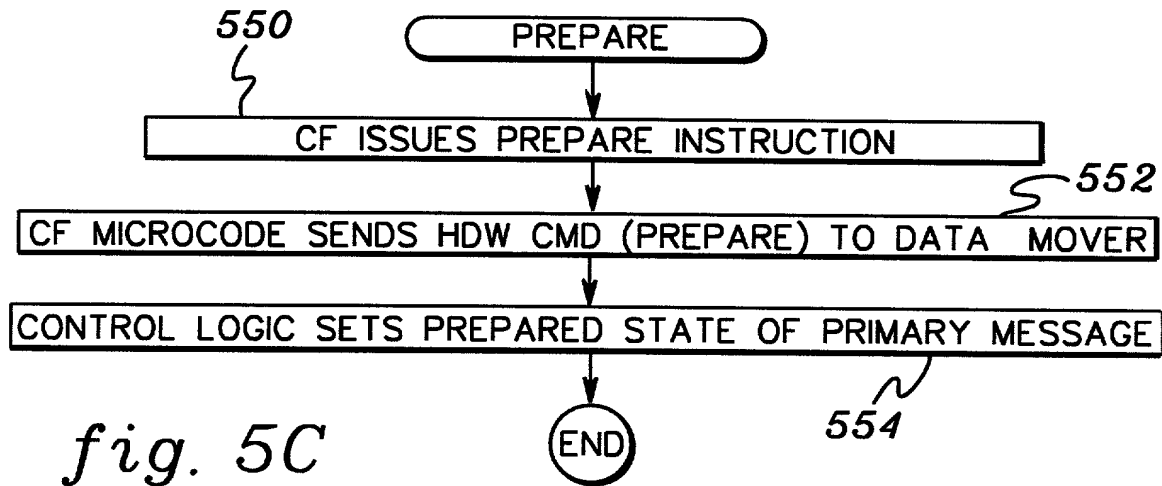 550
PREPARE
CF ISSUES PREPARE INSTRUCTION
552
CF MICROCODE SENDS HDW CMD (PREPARE) TO DATA MOVER
CONTROL LOGIC SETS PREPARED STATE OF PRIMARY MESSAGE
554
END
fig. 5C